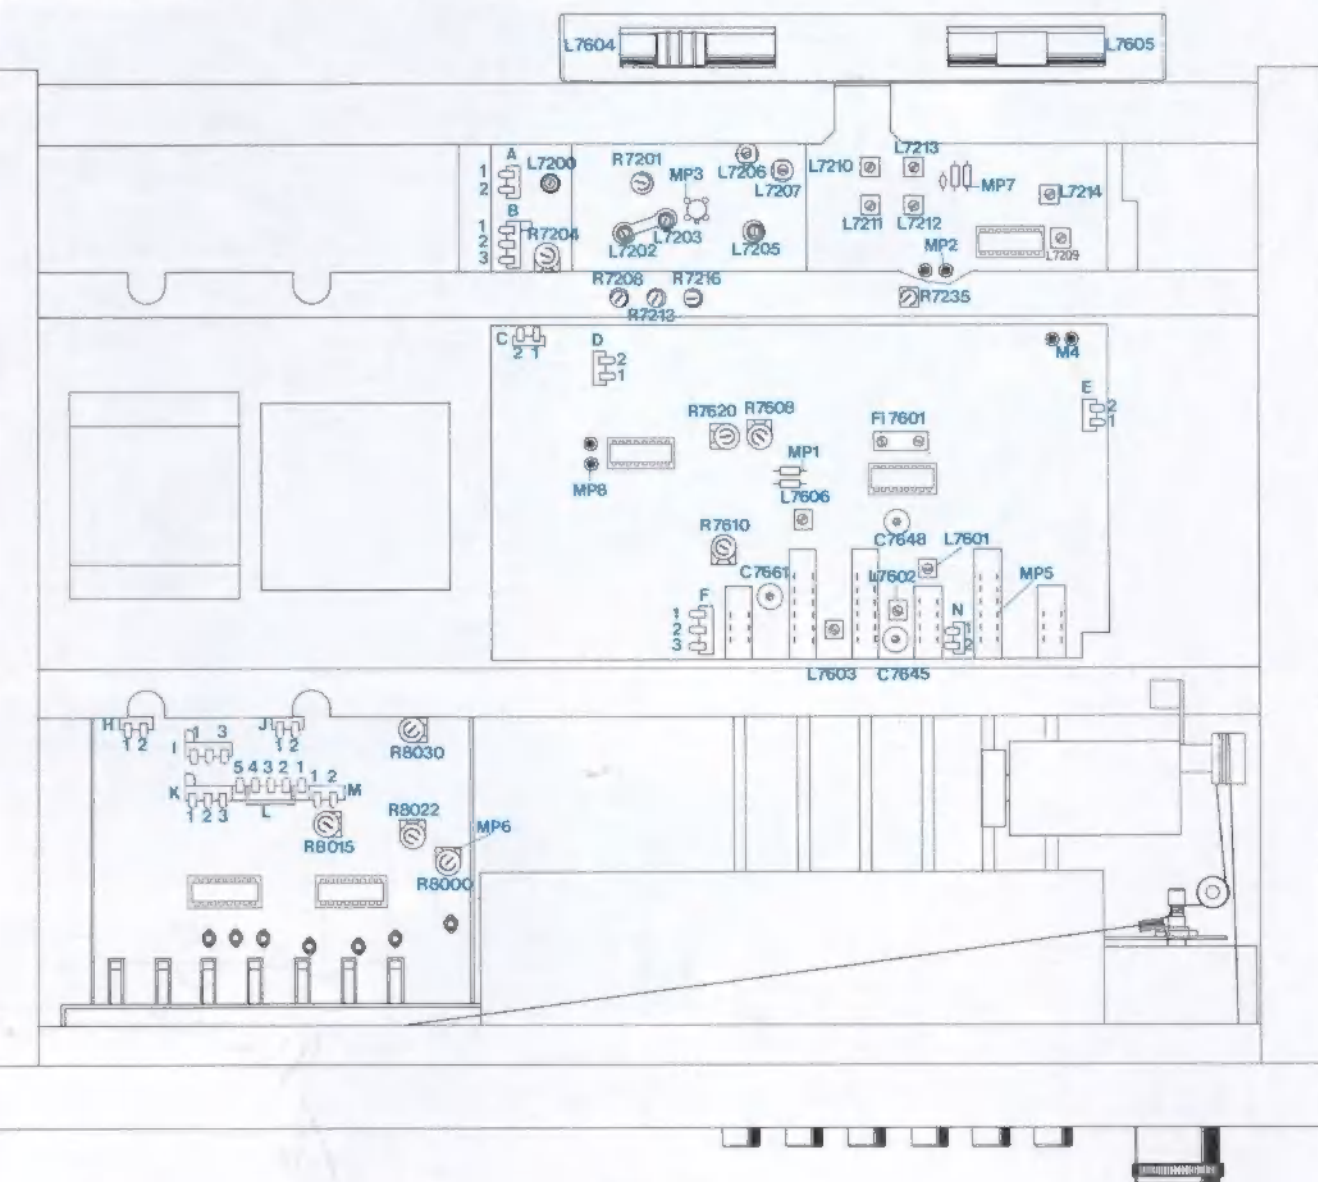 L7604
L7605
A
1
2
L7200
R7201
MP3
L7206
L7207
L7210
L7213
MP7
L7214
B
1
2
3
R7204
L7202
L7203
L7205
L7211
L7212
MP2
L7209
R7208
R7216
R7213
R7235
C
2 1
D
2
1
M4
E
2
1
R7620
R7608
Fi 7601
MP1
MP8
L7606
R7610
C7648
L7601
C7661
L7602
MP5
F
1
2
3
N
1
2
L7603
C7645
H
1 2
I
1 3
J
1 2
R8030
5 4 3 2 1
1 2
K
1 2 3
L
M
R8015
R8022
MP6
R8000